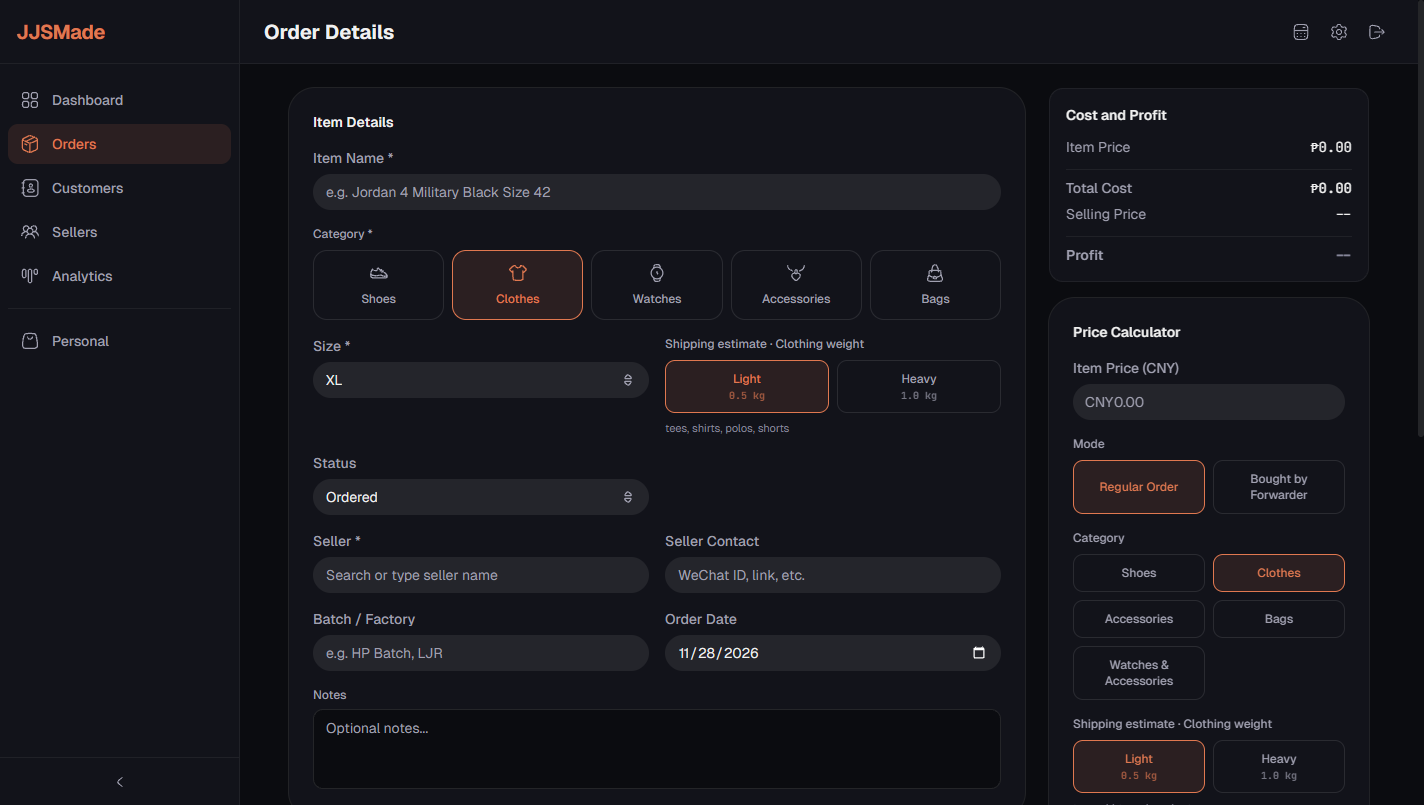 JJSMade
Order Details
Dashboard
Orders
Customers
Sellers
Analytics
Personal
Item Details
Item Name *
e.g. Jordan 4 Military Black Size 42
Category *
Shoes
Clothes
Watches
Accessories
Bags
Size *
XL
Shipping estimate · Clothing weight
Light
0.5 kg
Heavy
1.0 kg
tees, shirts, polos, shorts
Status
Ordered
Seller *
Search or type seller name
Seller Contact
WeChat ID, link, etc.
Batch / Factory
e.g. HP Batch, LJR
Order Date
11/28/2026
Notes
Optional notes...
Cost and Profit
Item Price ₱0.00
Total Cost ₱0.00
Selling Price --
Profit --
Price Calculator
Item Price (CNY)
CNY0.00
Mode
Regular Order
Bought by
Forwarder
Category
Shoes
Clothes
Accessories
Bags
Watches &
Accessories
Shipping estimate · Clothing weight
Light
0.5 kg
Heavy
1.0 kg